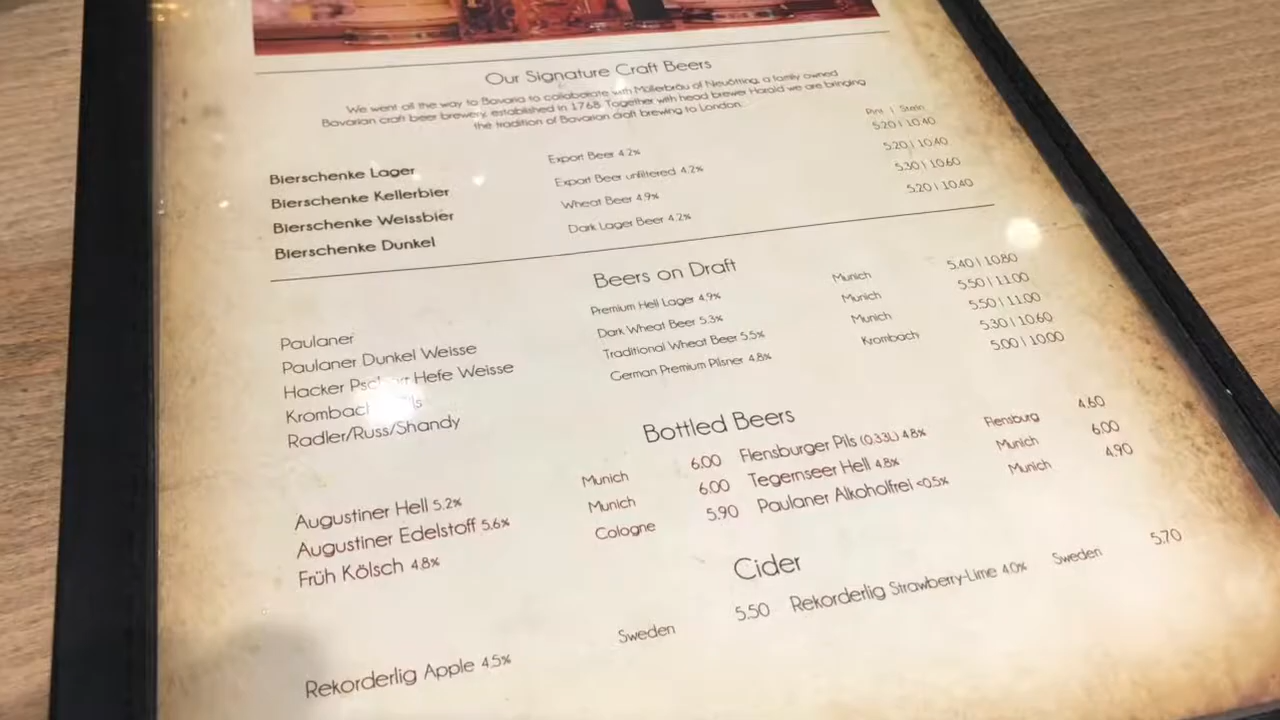 Our Signature Craft Beers
We went all the way to Bavaria to collaborate with Müllerbräu of Neuötting, a family owned
Bavarian craft beer brewery, established in 1768. Together with head brewer Harald we are bringing
the tradition of Bavarian craft brewing to London.
Pint | Stein
Bierschenke Lager Export Beer 4.2% 5.20 | 10.40
Bierschenke Kellerbier Export Beer unfiltered 4.2% 5.20 | 10.40
Bierschenke Weissbier Wheat Beer 4.9% 5.30 | 10.60
Bierschenke Dunkel Dark Lager Beer 4.2% 5.20 | 10.40
Beers on Draft
Paulaner Premium Hell Lager 4.9% Munich 5.40 | 10.80
Paulaner Dunkel Weisse Dark Wheat Beer 5.3% Munich 5.50 | 11.00
Hacker Hefe Weisse Traditional Wheat Beer 5.5% Munich 5.50 | 11.00
German Premium Pilsner 4.8% Krombach 5.30 | 10.60
Radler/Russ/Shandy 5.00 | 10.00
Bottled Beers
Augustiner Hell 5.2% Munich 6.00 Flensburger Pils (0.33L) 4.8% Flensburg 4.60
Augustiner Edelstoff 5.6% Munich 6.00 Tegernseer Hell 4.8% Munich 6.00
Früh Kölsch 4.8% Cologne 5.90 Paulaner Alkoholfrei <0.5% Munich 4.90
Cider
Rekorderlig Apple 4.5% Sweden 5.50 Rekorderlig Strawberry-Lime 4.0% Sweden 5.70